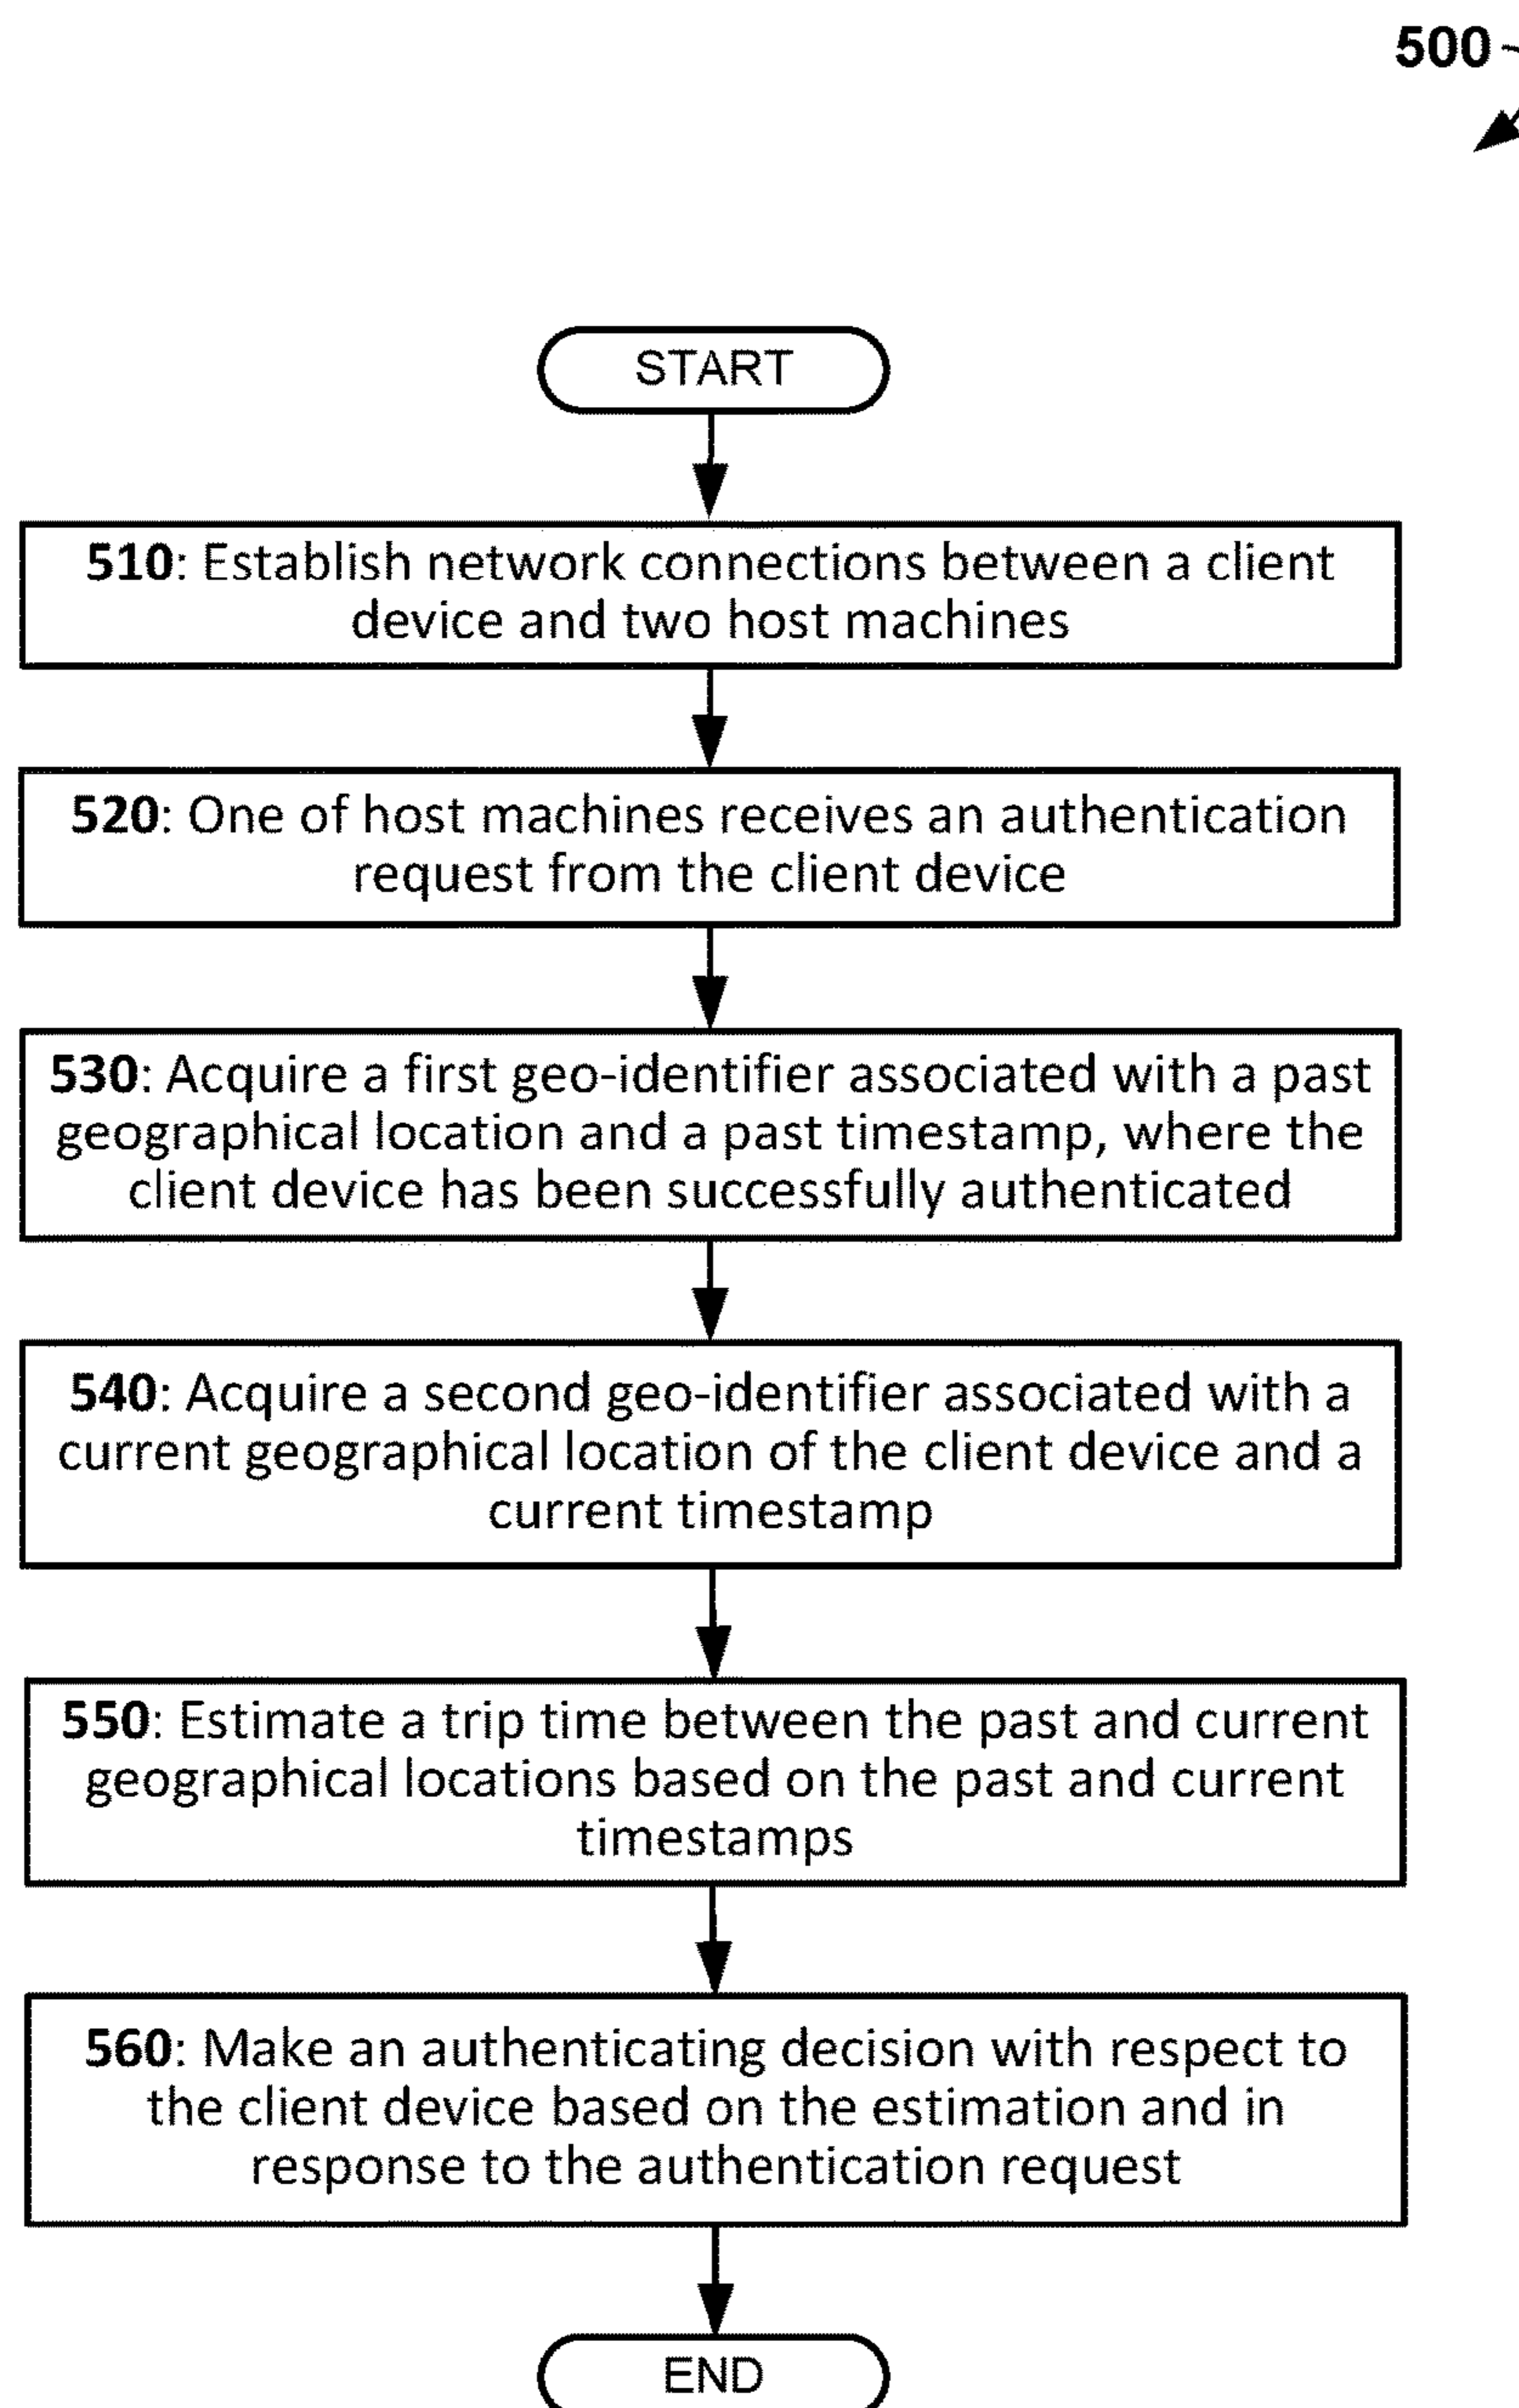 500
START
510: Establish network connections between a client
device and two host machines
520: One of host machines receives an authentication
request from the client device
530: Acquire a first geo-identifier associated with a past
geographical location and a past timestamp, where the
client device has been successfully authenticated
540: Acquire a second geo-identifier associated with a
current geographical location of the client device and a
current timestamp
550: Estimate a trip time between the past and current
geographical locations based on the past and current
timestamps
560: Make an authenticating decision with respect to
the client device based on the estimation and in
response to the authentication request
END